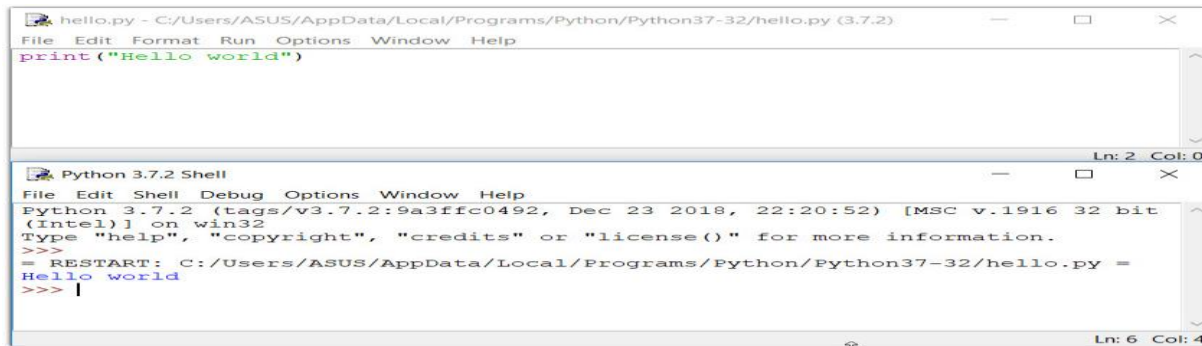 hello.py - C:/Users/ASUS/AppData/Local/Programs/Python/Python37-32/hello.py (3.7.2)
File Edit Format Run Options Window Help
print("Hello world")
Ln: 2 Col: 0
Python 3.7.2 Shell
File Edit Shell Debug Options Window Help
Python 3.7.2 (tags/v3.7.2:9a3ffc0492, Dec 23 2018, 22:20:52) [MSC v.1916 32 bit
(Intel)] on win32
Type "help", "copyright", "credits" or "license()" for more information.
>>>
= RESTART: C:/Users/ASUS/AppData/Local/Programs/Python/Python37-32/hello.py =
Hello world
>>>
Ln: 6 Col: 4